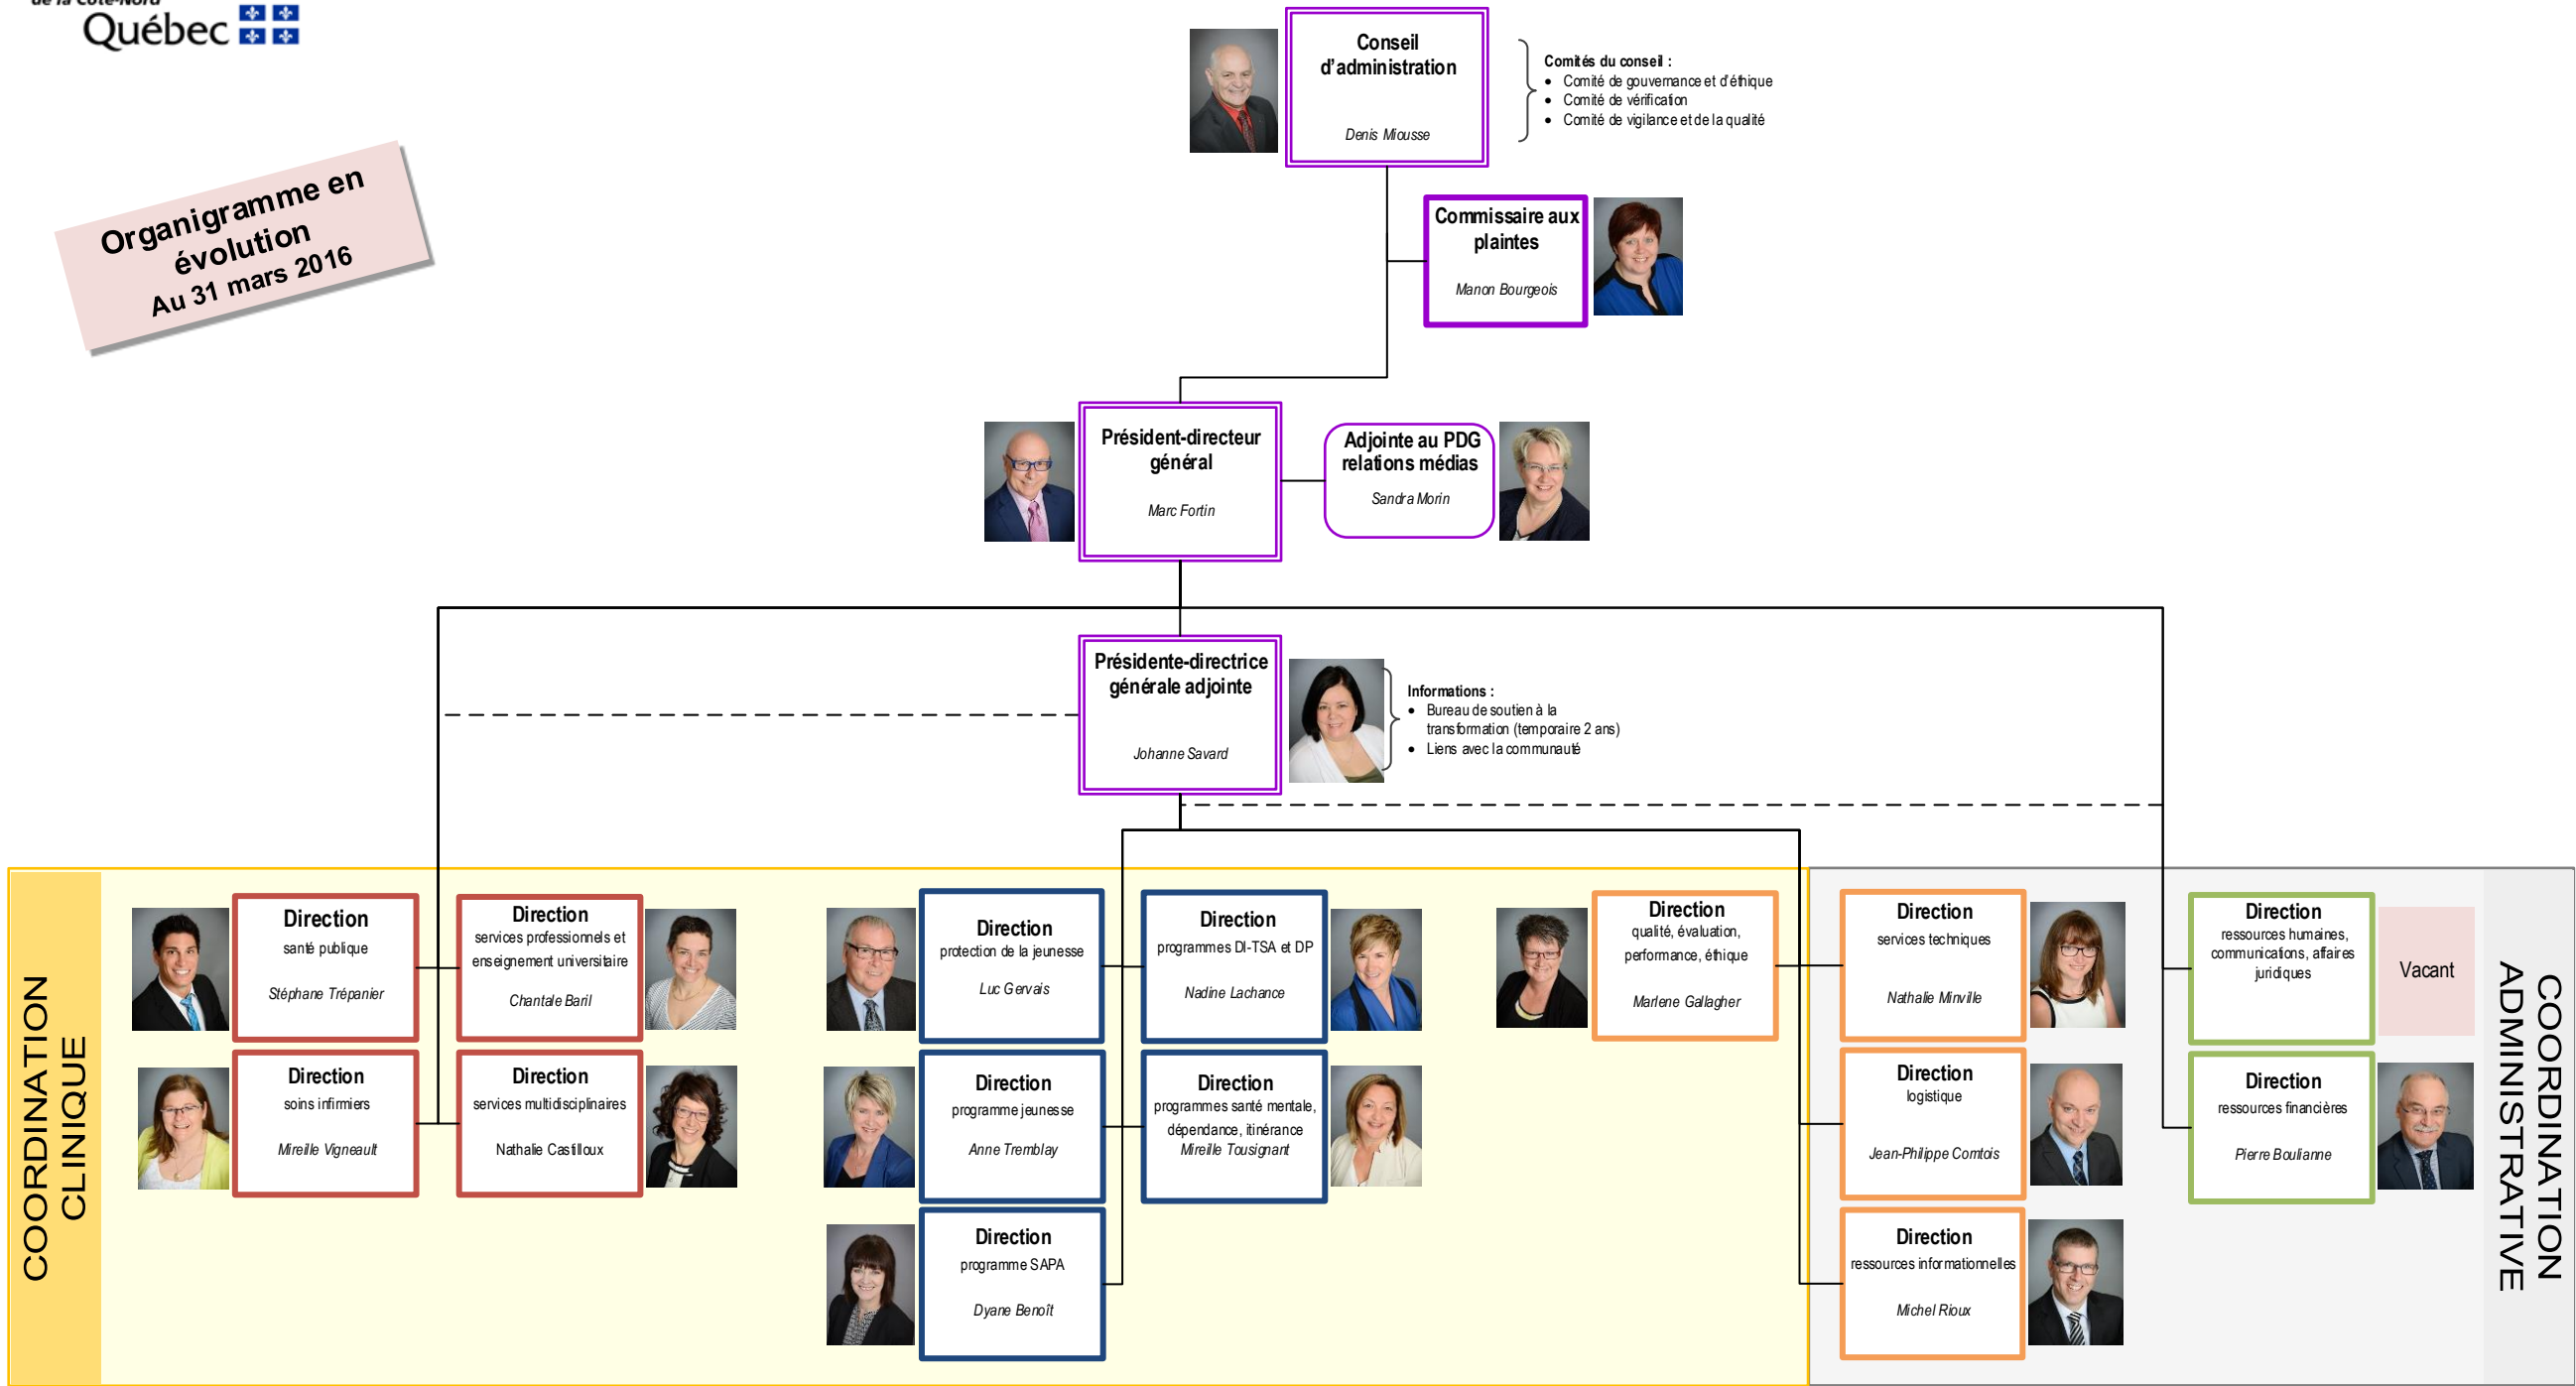 de la Côte-Nord
Québec
Organigramme en
évolution
Au 31 mars 2016
Conseil
d’administration
Denis Miousse
Comités du conseil :
• Comité de gouvernance et d’éthique
• Comité de vérification
• Comité de vigilance et de la qualité
Commissaire aux
plaintes
Manon Bourgeois
Président-directeur
général
Marc Fortin
Adjointe au PDG
relations médias
Sandra Morin
Présidente-directrice
générale adjointe
Johanne Savard
Informations :
• Bureau de soutien à la
transformation (temporaire 2 ans)
• Liens avec la communauté
COORDINATION
CLINIQUE
Direction
santé publique
Stéphane Trépanier
Direction
services professionnels et
enseignement universitaire
Chantale Baril
Direction
soins infirmiers
Mireille Vigneault
Direction
services multidisciplinaires
Nathalie Castilloux
Direction
protection de la jeunesse
Luc Gervais
Direction
programmes DI-TSA et DP
Nadine Lachance
Direction
programme jeunesse
Anne Tremblay
Direction
programmes santé mentale,
dépendance, itinérance
Mireille Tousignant
Direction
programme SAPA
Dyane Benoît
Direction
qualité, évaluation,
performance, éthique
Marlene Gallagher
Direction
services techniques
Nathalie Minville
Direction
logistique
Jean-Philippe Comtois
Direction
ressources informationnelles
Michel Rioux
Direction
ressources humaines,
communications, affaires
juridiques
Vacant
Direction
ressources financières
Pierre Boulianne
COORDINATION
ADMINISTRATIVE